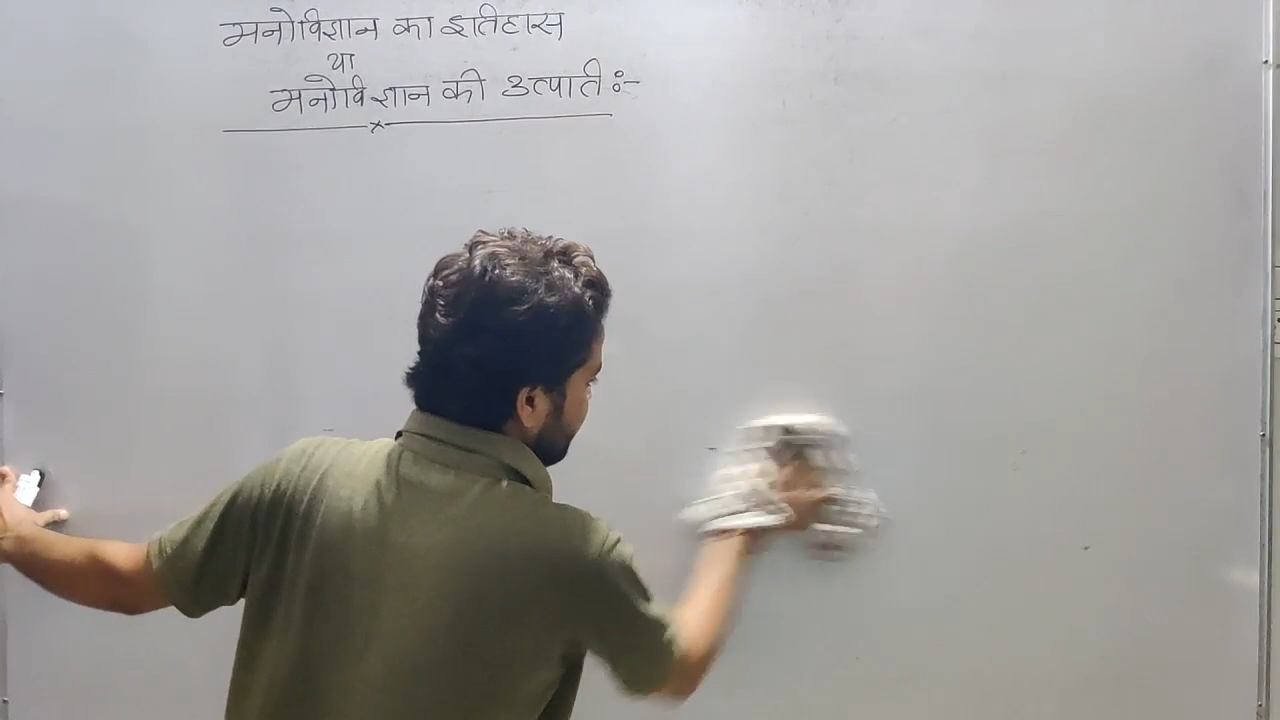 मनोविज्ञान का इतिहास
या
मनोविज्ञान की उत्पाती :-